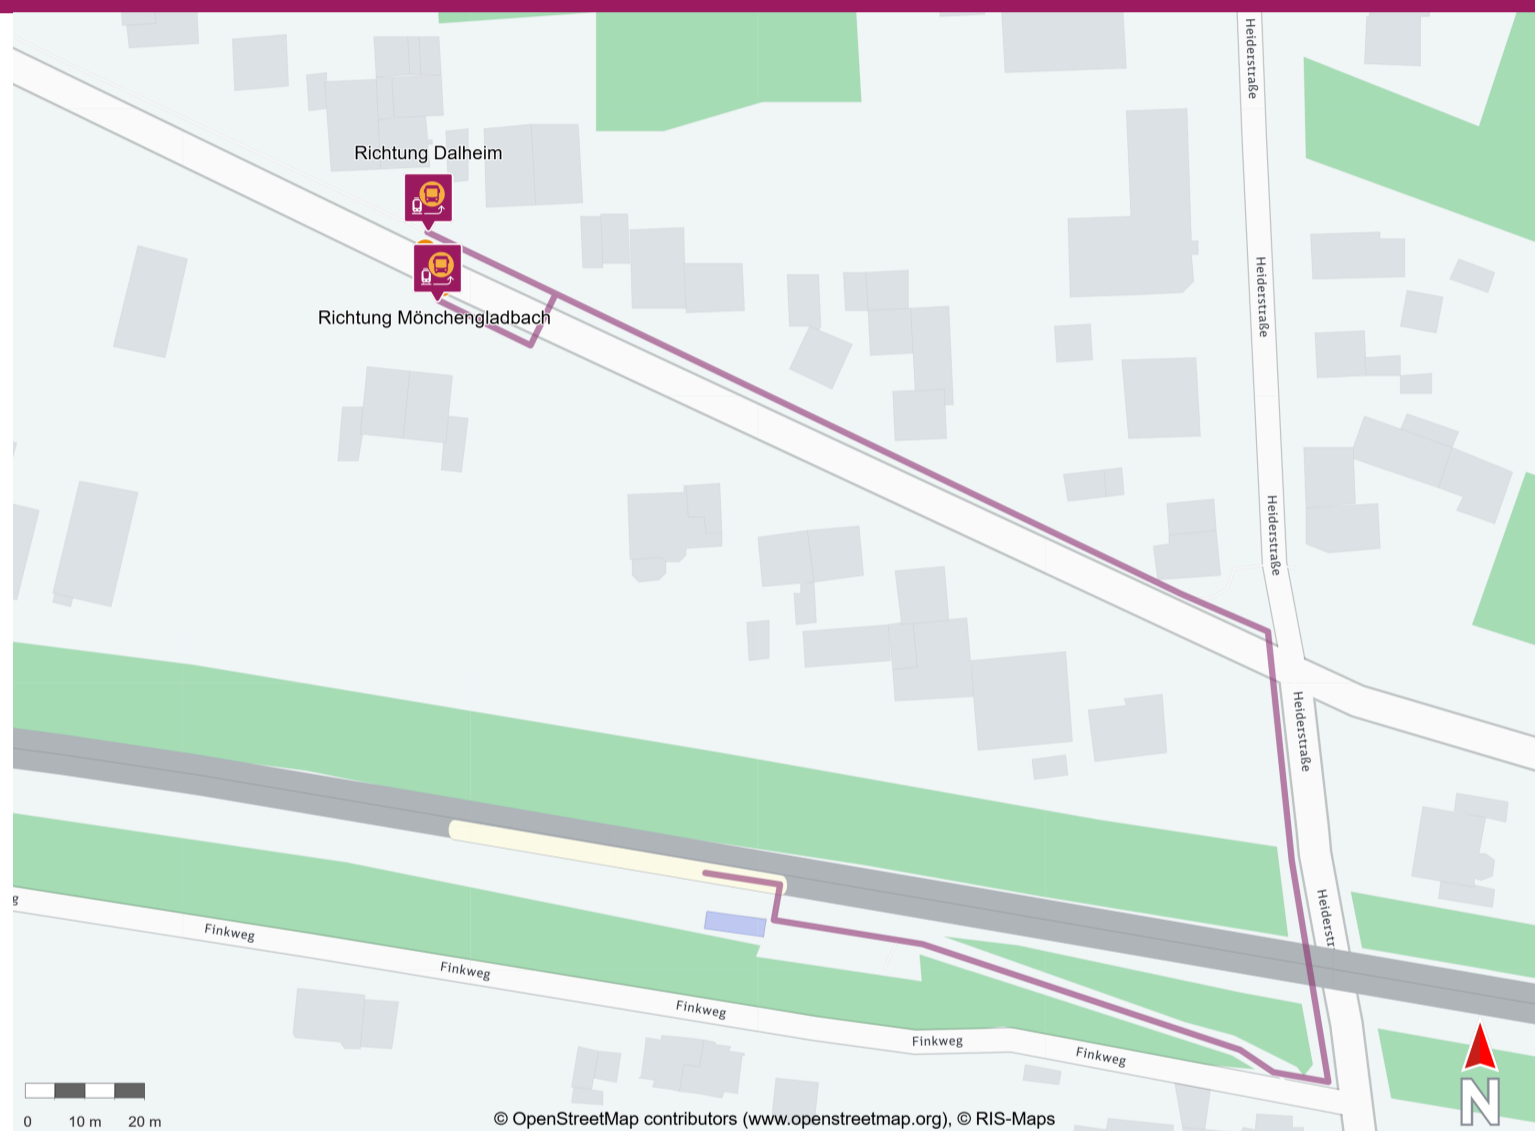 Heiderstraße
Richtung Dalheim
Heiderstraße
Richtung Mönchengladbach
Heiderstraße
Heiderstraße
Heiderstr
g
Finkweg
Finkweg
Finkweg
Finkweg
Finkweg
N
0 10 m 20 m
© OpenStreetMap contributors (www.openstreetmap.org), © RIS-Maps